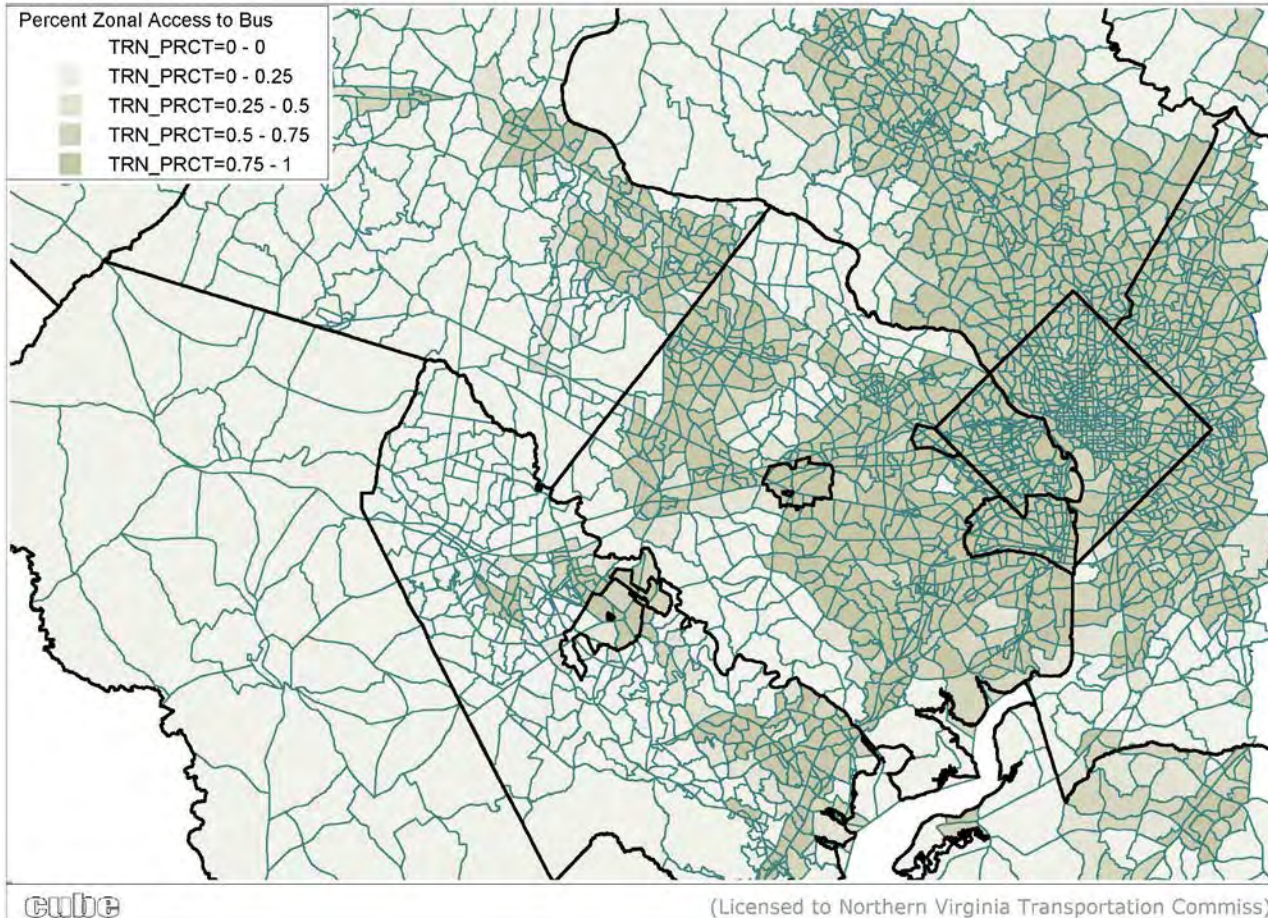 Percent Zonal Access to Bus
TRN_PRCT=0 - 0
TRN_PRCT=0 - 0.25
TRN_PRCT=0.25 - 0.5
TRN_PRCT=0.5 - 0.75
TRN_PRCT=0.75 - 1
cube
(Licensed to Northern Virginia Transportation Commiss)